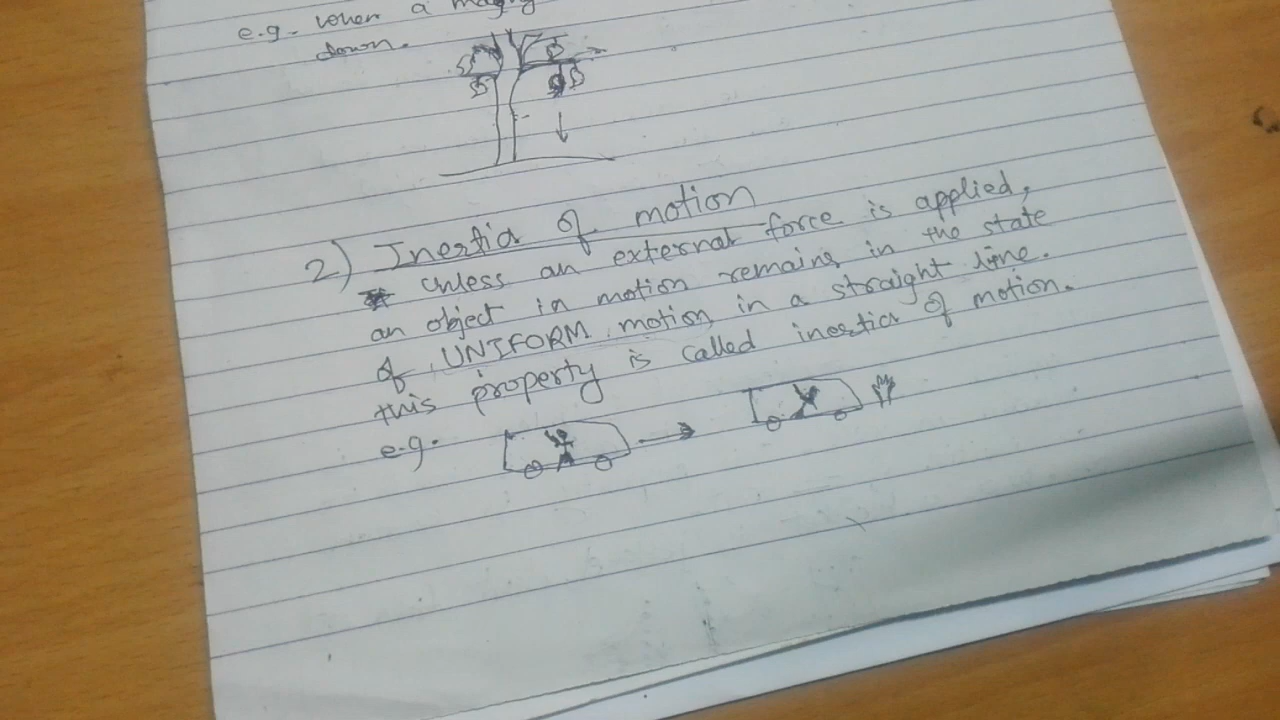 e.g. when a
down.
2) Inertia of motion
unless an external force is applied,
an object in motion remains in the state
of UNIFORM motion in a straight line.
this property is called inertia of motion.
e.g.